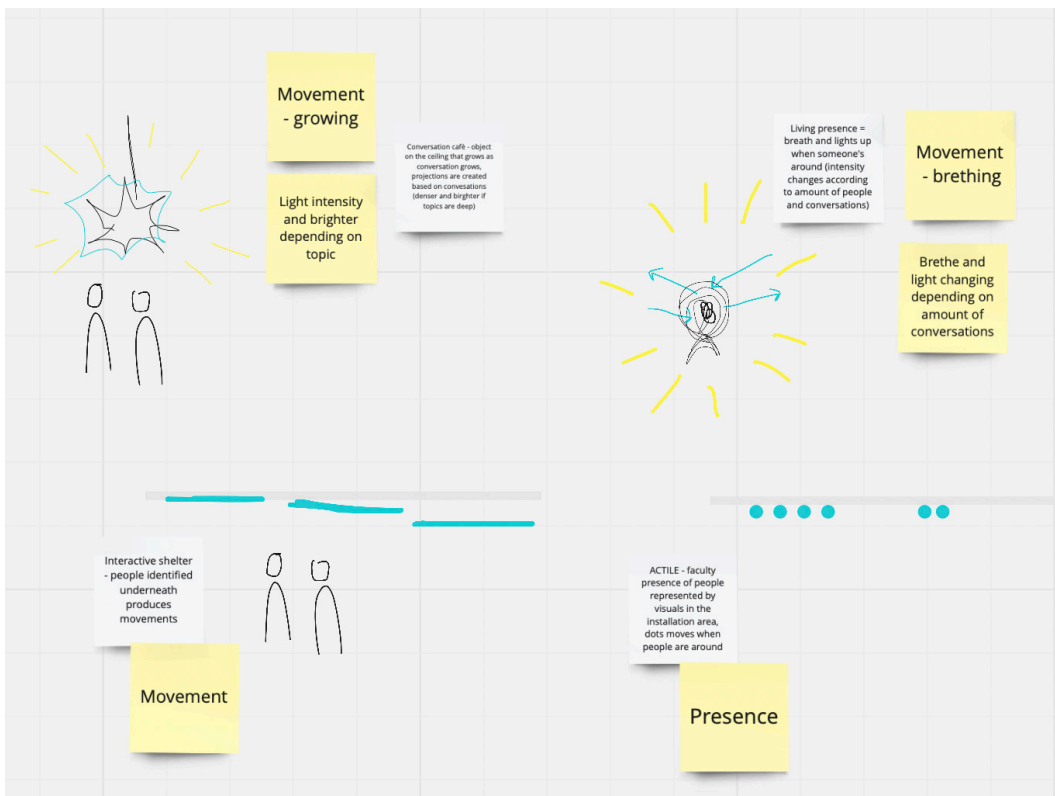 Movement
- growing
Conversation café - object
on the ceiling that grows as
conversation grows,
projections are created
based on convesations
(denser and birghter if
topics are deep)
Light intensity
and brighter
depending on
topic
Living presence =
breath and lights up
when someone's
around (intensity
changes according
to amount of people
and conversations)
Movement
- brething
Brethe and
light changing
depending on
amount of
conversations
Interactive shelter
- people identified
underneath
produces
movements
Movement
ACTILE - faculty
presence of people
represented by
visuals in the
installation area,
dots moves when
people are around
Presence